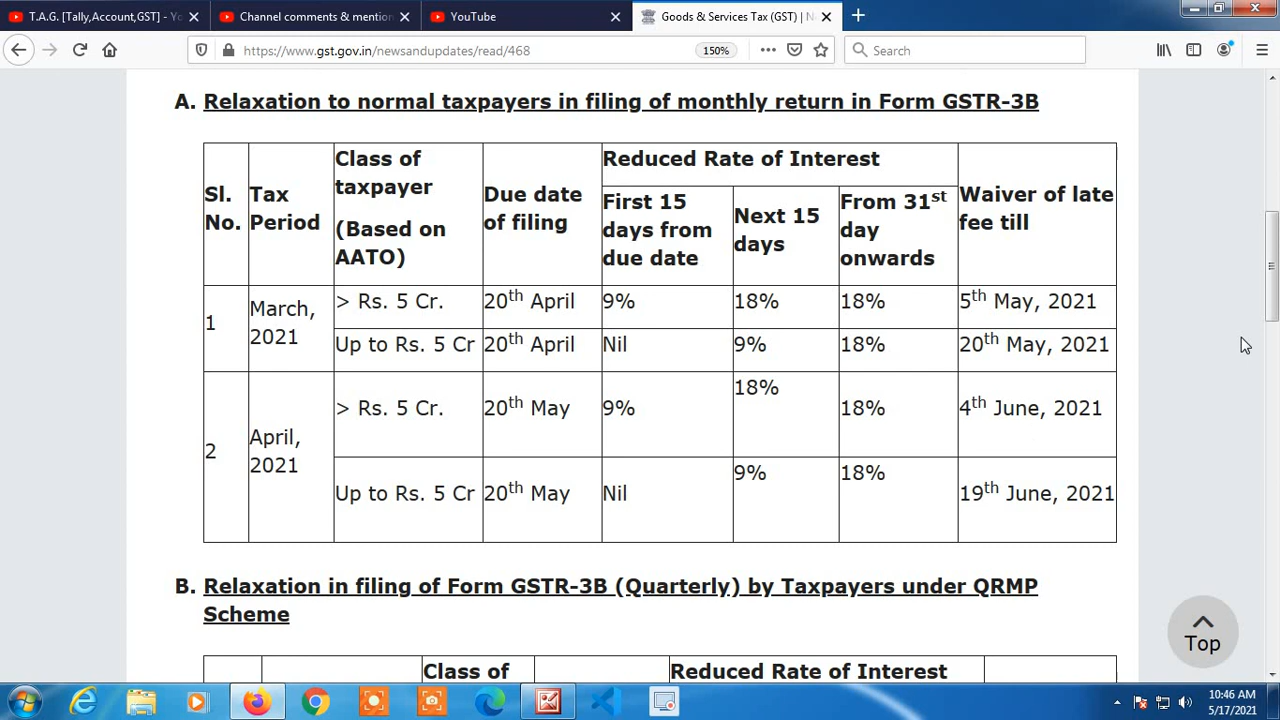 T.A.G. [Tally,Account,GST] - Yo
Channel comments & mention
YouTube
Goods & Services Tax (GST) | N
https://www.gst.gov.in/newsandupdates/read/468
150%
Search
A. Relaxation to normal taxpayers in filing of monthly return in Form GSTR-3B
Sl. No.
Tax Period
Class of taxpayer
(Based on AATO)
Due date of filing
Reduced Rate of Interest
First 15 days from due date
Next 15 days
From 31st day onwards
Waiver of late fee till
1
March, 2021
> Rs. 5 Cr.
20th April
9%
18%
18%
5th May, 2021
Up to Rs. 5 Cr
20th April
Nil
9%
18%
20th May, 2021
2
April, 2021
> Rs. 5 Cr.
20th May
9%
18%
18%
4th June, 2021
Up to Rs. 5 Cr
20th May
Nil
9%
18%
19th June, 2021
B. Relaxation in filing of Form GSTR-3B (Quarterly) by Taxpayers under QRMP
Scheme
Top
Class of
Reduced Rate of Interest
10:46 AM
5/17/2021